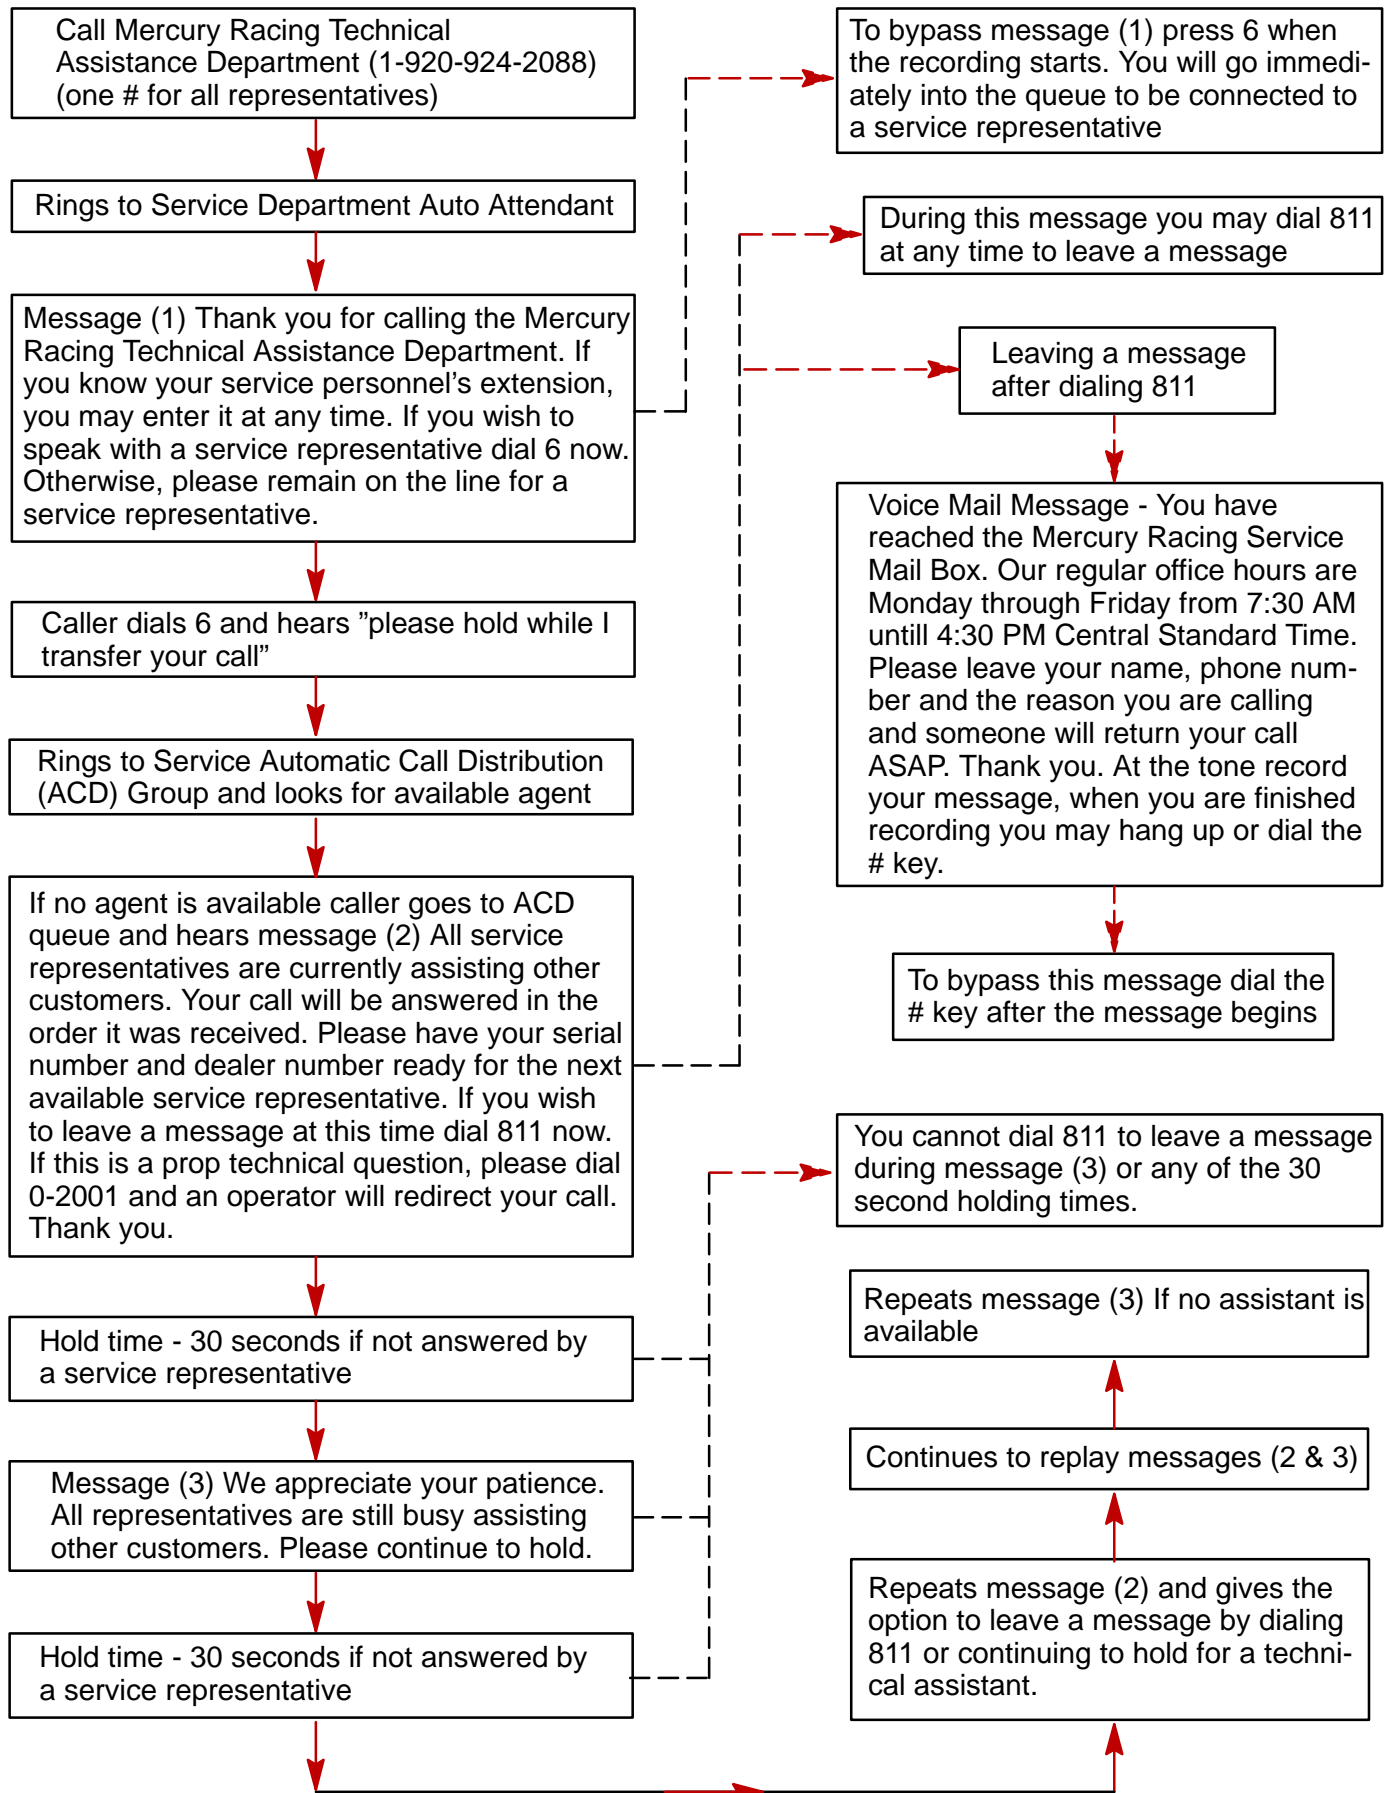 Call Mercury Racing Technical
Assistance Department (1-920-924-2088)
(one # for all representatives)
Rings to Service Department Auto Attendant
Message (1) Thank you for calling the Mercury
Racing Technical Assistance Department. If
you know your service personnel's extension,
you may enter it at any time. If you wish to
speak with a service representative dial 6 now.
Otherwise, please remain on the line for a
service representative.
Caller dials 6 and hears ”please hold while I
transfer your call”
Rings to Service Automatic Call Distribution
(ACD) Group and looks for available agent
If no agent is available caller goes to ACD
queue and hears message (2) All service
representatives are currently assisting other
customers. Your call will be answered in the
order it was received. Please have your serial
number and dealer number ready for the next
available service representative. If you wish
to leave a message at this time dial 811 now.
If this is a prop technical question, please dial
0-2001 and an operator will redirect your call.
Thank you.
Hold time - 30 seconds if not answered by
a service representative
Message (3) We appreciate your patience.
All representatives are still busy assisting
other customers. Please continue to hold.
Hold time - 30 seconds if not answered by
a service representative
To bypass message (1) press 6 when
the recording starts. You will go immedi-
ately into the queue to be connected to
a service representative
During this message you may dial 811
at any time to leave a message
Leaving a message
after dialing 811
Voice Mail Message - You have
reached the Mercury Racing Service
Mail Box. Our regular office hours are
Monday through Friday from 7:30 AM
untill 4:30 PM Central Standard Time.
Please leave your name, phone num-
ber and the reason you are calling
and someone will return your call
ASAP. Thank you. At the tone record
your message, when you are finished
recording you may hang up or dial the
# key.
To bypass this message dial the
# key after the message begins
You cannot dial 811 to leave a message
during message (3) or any of the 30
second holding times.
Repeats message (3) If no assistant is
available
Continues to replay messages (2 & 3)
Repeats message (2) and gives the
option to leave a message by dialing
811 or continuing to hold for a techni-
cal assistant.